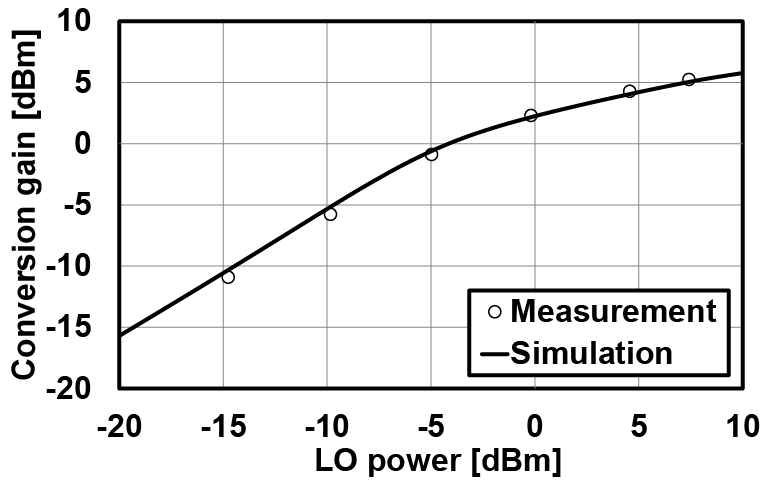 Conversion gain [dBm]
10
5
0
-5
-10
-15
-20
-20 -15 -10 -5 0 5 10
LO power [dBm]
Measurement
Simulation